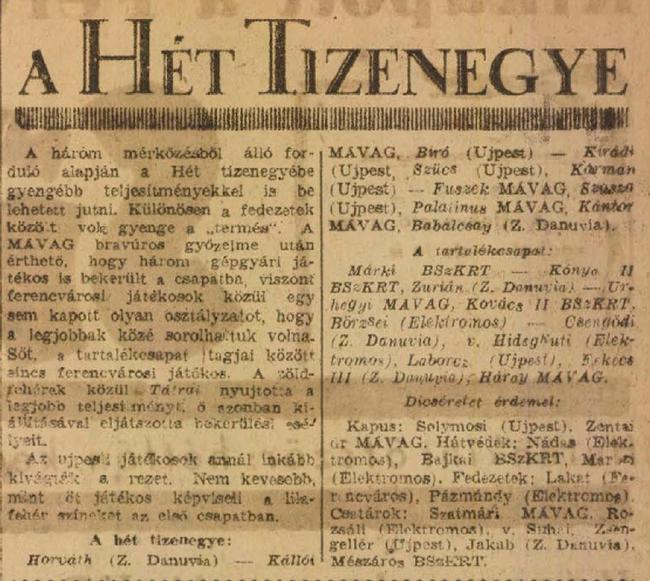 A HÉT TIZENEGYE
A három mérkőzésből álló for-
duló alapján a Hét tizenegyébe
gyengébb teljesítményekkel is be
lehetett jutni. Különösen a fedezetek
között volt gyenge a „termés". A
MÁVAG bravúros győzelme után
érthető, hogy három gépgyári já-
tékos is bekerült a csapatba, viszont
ferencvárosi játékosok közül egy
sem kapott olyan osztályzatot, hogy
a legjobbak közé sorolhattuk volna.
Sőt, a tartalékcsapat tagjai között
sincs ferencvárosi játékos. A zöld-
fehérek közül Tátrai nyujtotta a
legjobb teljesítményt, ő azonban ki-
állításával eljátszotta bekerülési esé-
lyeit.
Az ujpesti játékosok annál inkább
kivágták a rezet. Nem kevesebb,
mint öt játékos képviseli a lila-
fehér színeket az első csapatban.
A hét tizenegye:
Horváth (Z. Danuvia) — Kállói
MÁVAG, Biró (Ujpest) — Kirádi
(Ujpest, Szücs (Ujpest), Kármán
(Ujpest) — Fuszek MÁVAG, Szusza
(Ujpest), Palatinus MÁVAG, Kántor
MÁVAG, Babolcsay (Z. Danuvia).
A tartalékcsapat:
Márki BSzKRT — Kónya II
BSzKRT, Zurián (Z. Danuvia) — Ur-
hegyi MÁVAG, Kovács II BSzKRT,
Börzsei (Elektromos) — Csengődi
(Z. Danuvia), v. Hidegkuti (Elek-
tromos), Laborcz (Ujpest), Fekecs
III (Z. Danuvia), Háray MÁVAG.
Dicséretet érdemel:
Kapus: Solymosi (Ujpest), Zentai
MÁVAG. Hátvédek: Nádas (Elek-
tromos), Bajkai BSzKRT,
(Elektromos). Fedezetek: Lakat (Fe-
rencváros), Pázmándy (Elektromos).
Csatárok: Szatmári MÁVAG, Ro-
zsáli (Elektromos), v. Suhai, Zsen-
gellér (Ujpest), Jakab (Z. Danuvia),
Mészáros BSzKRT.